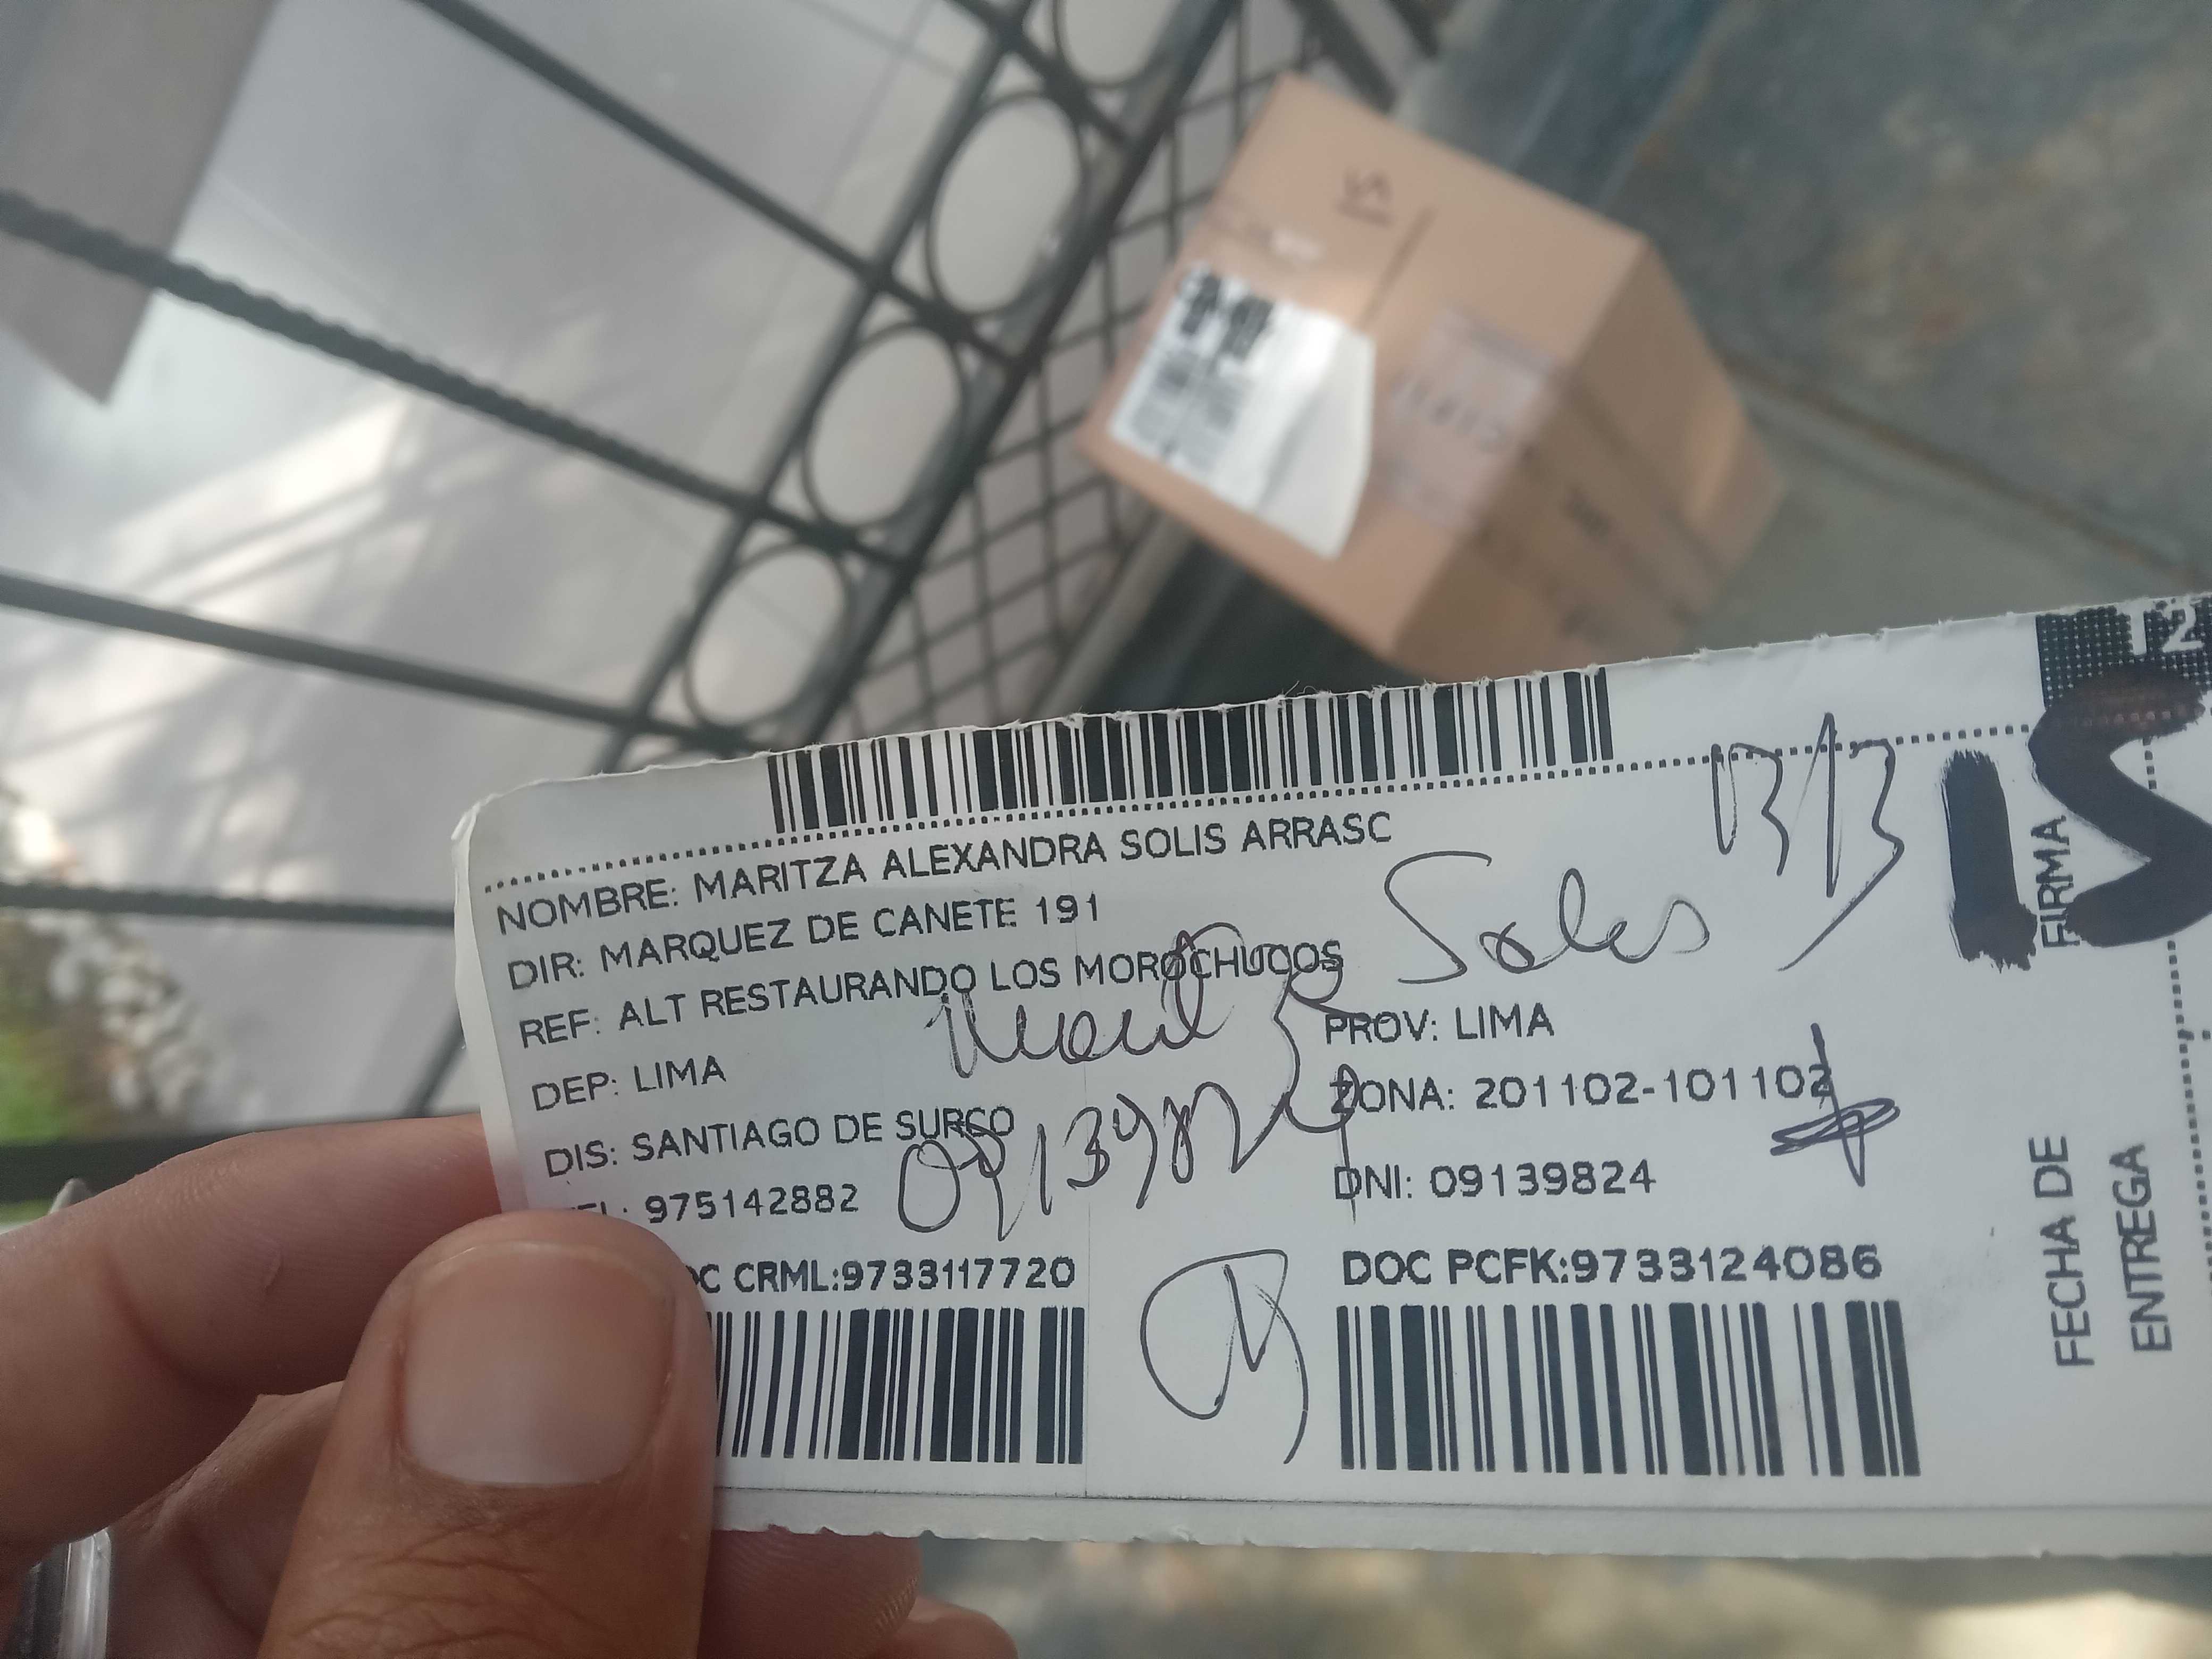 NOMBRE: MARITZA ALEXANDRA SOLIS ARRASC
DIR: MARQUEZ DE CANETE 191
REF: ALT RESTAURANDO LOS MOROCHUCOS
DEP: LIMA
PROV: LIMA
DIS: SANTIAGO DE SURCO
ZONA: 201102-101102
: 975142882
DNI: 09139824
CRML:9733117720
DOC PCFK:9733124086
Solis
13/3
15
FIRMA
FECHA DE
ENTREGA